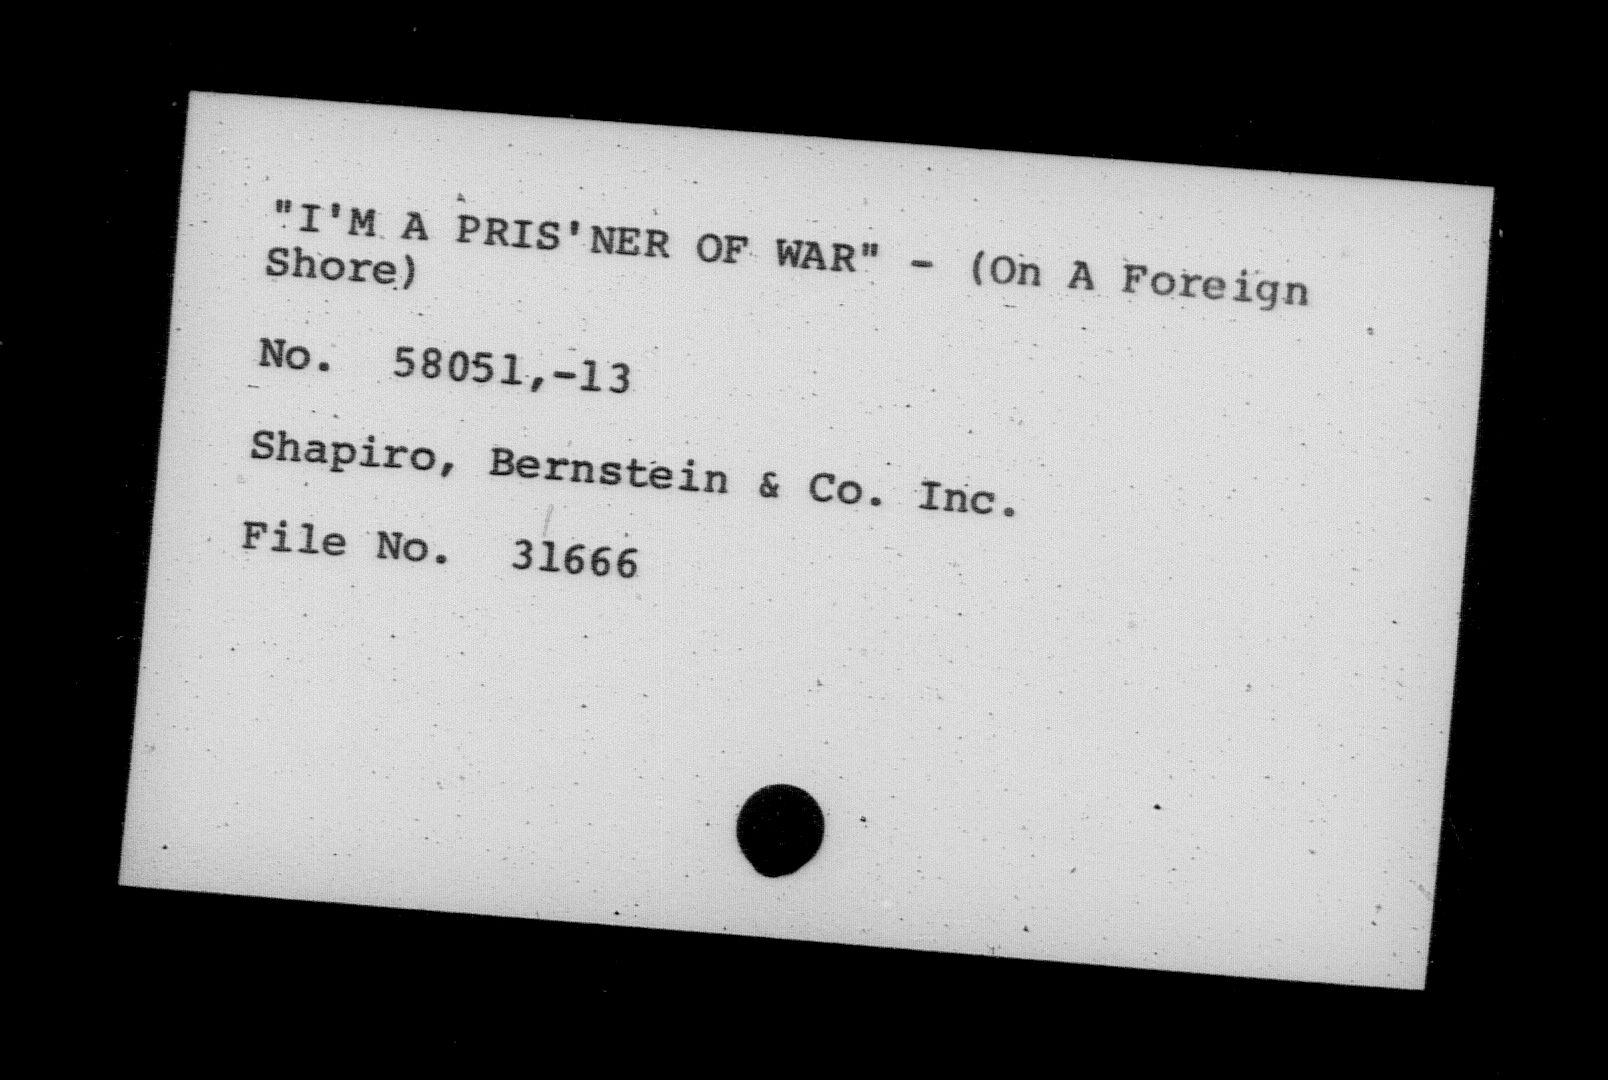 "I'M A PRIS'NER OF WAR" - (On A Foreign
Shore)
No. 58051,-13
Shapiro, Bernstein & Co. Inc.
File No. 31666